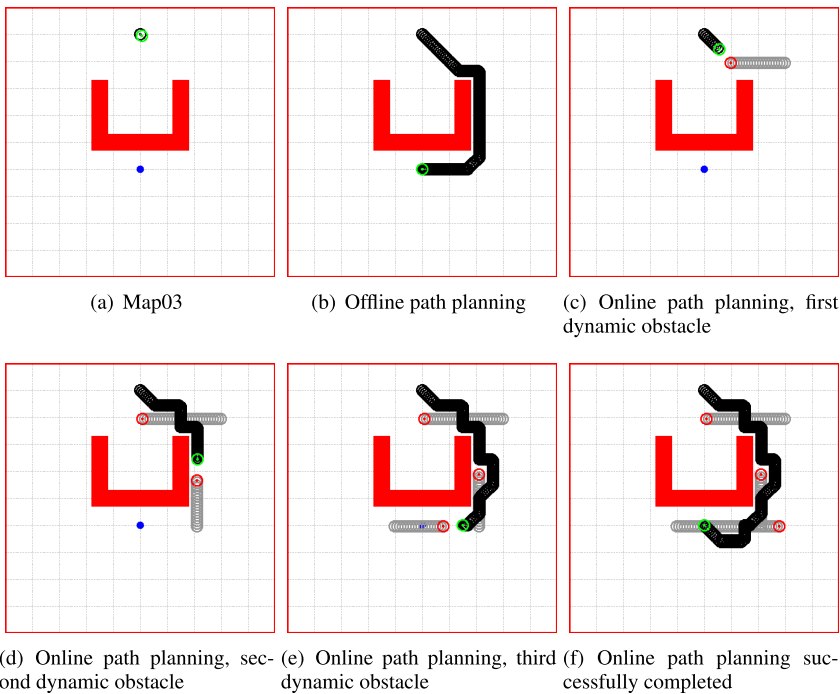 (a) Map03
(b) Offline path planning
(c) Online path planning, first
dynamic obstacle
(d) Online path planning, sec-
ond dynamic obstacle
(e) Online path planning, third
dynamic obstacle
(f) Online path planning suc-
cessfully completed